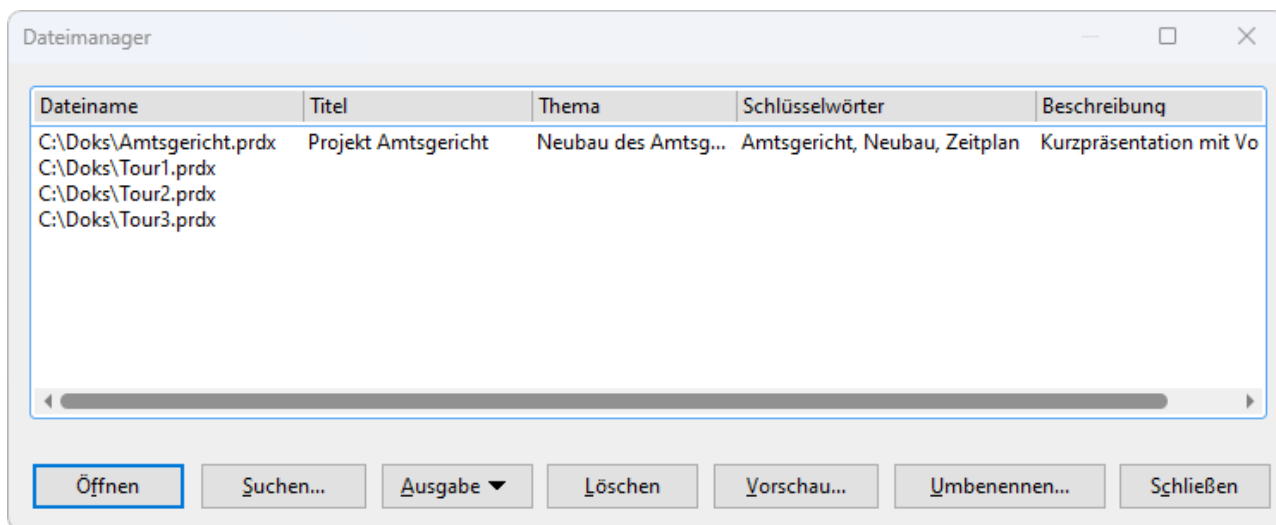 Dateimanager
Dateiname Titel Thema Schlüsselwörter Beschreibung
C:\Doks\Amtsgericht.prdx Projekt Amtsgericht Neubau des Amtsg... Amtsgericht, Neubau, Zeitplan Kurzpräsentation mit Vo
C:\Doks\Tour1.prdx
C:\Doks\Tour2.prdx
C:\Doks\Tour3.prdx
Öffnen Suchen... Ausgabe Löschen Vorschau... Umbenennen... Schließen